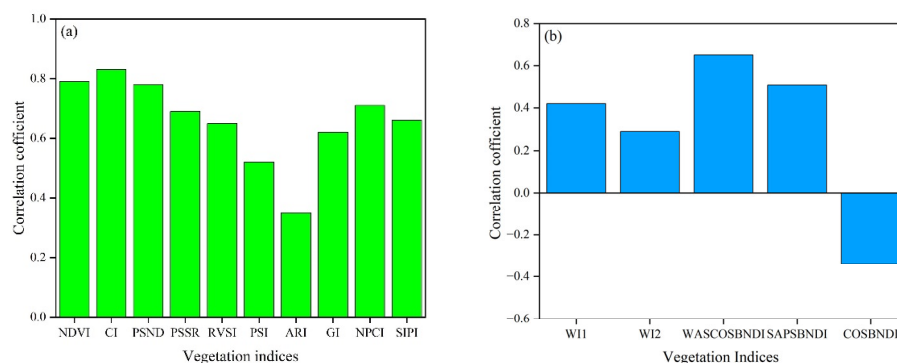 (a)
Correlation cofficient
1.0
0.8
0.6
0.4
0.2
0.0
NDVI CI PSND PSSR RVSI PSI ARI GI NPCI SIPI
Vegetation indices
(b)
Correlation cofficient
0.8
0.6
0.4
0.2
0.0
−0.2
−0.4
−0.6
WI1 WI2 WASCOSBNDI SAPSBNDI COSBNDI
Vegetation Indices